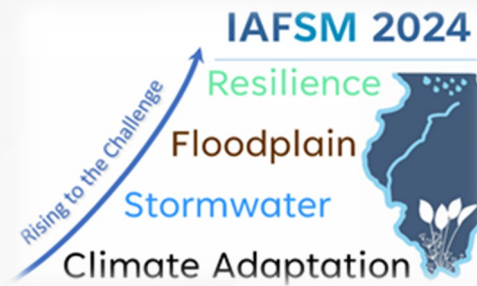 IAFSM 2024
Resilience
Rising to the Challenge
Floodplain
Stormwater
Climate Adaptation